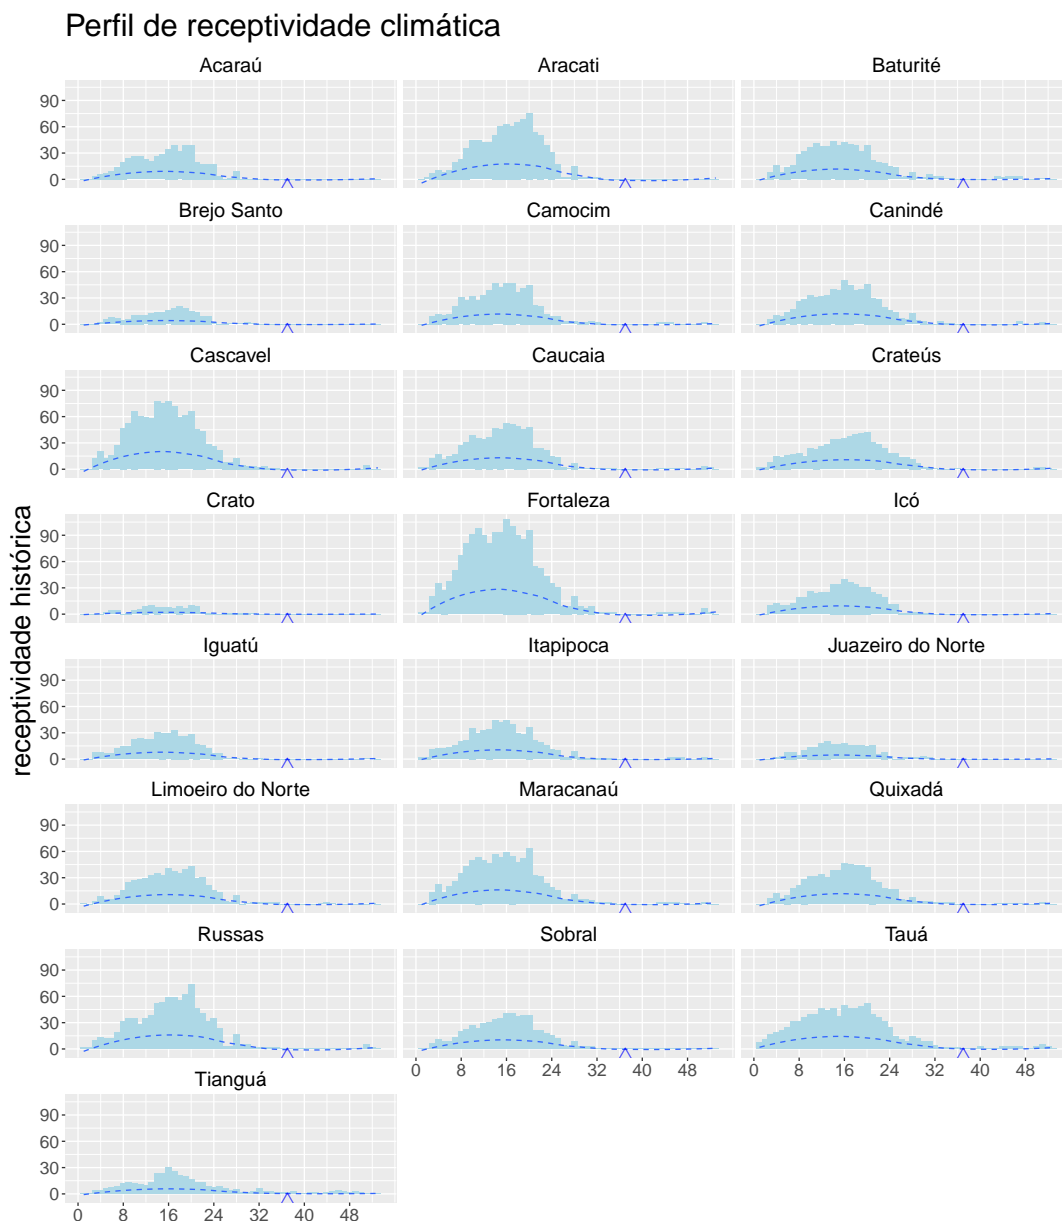 Perfil de receptividade climática
Acaraú Aracati Baturité
90
60
30
0
Brejo Santo Camocim Canindé
90
60
30
0
Cascavel Caucaia Crateús
90
60
30
0
receptividade histórica
Crato Fortaleza Icó
90
60
30
0
Iguatú Itapipoca Juazeiro do Norte
90
60
30
0
Limoeiro do Norte Maracanaú Quixadá
90
60
30
0
Russas Sobral Tauá
90
60
30
0
0 8 16 24 32 40 48 0 8 16 24 32 40 48
Tianguá
90
60
30
0
0 8 16 24 32 40 48